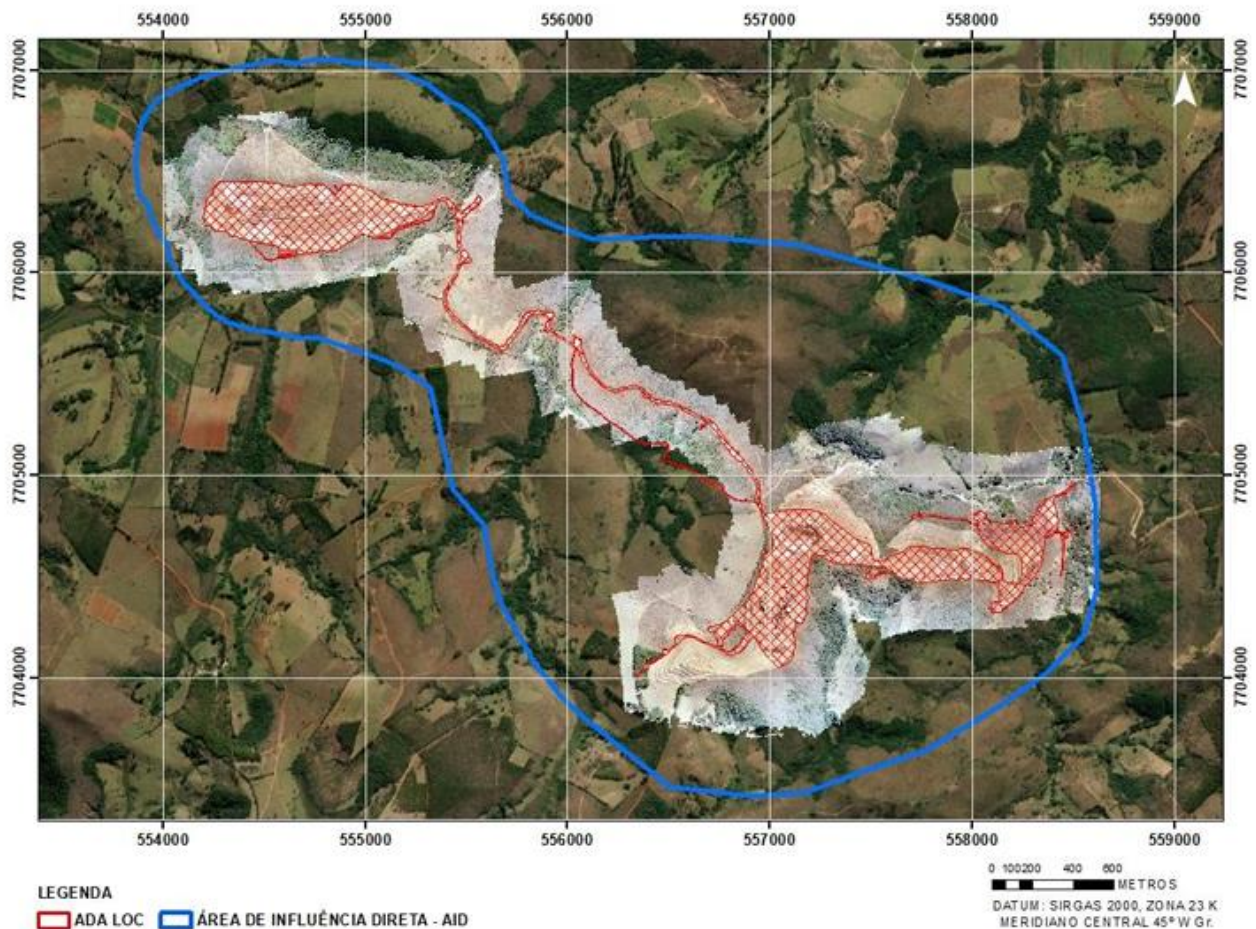 554000 555000 556000 557000 558000 559000
7707000 7707000
7706000 7706000
7705000 7705000
7704000 7704000
554000 555000 556000 557000 558000 559000
LEGENDA
ADA LOC ÁREA DE INFLUÊNCIA DIRETA - AID
0 100200 400 600
METROS
DATUM: SIRGAS 2000, ZONA 23 K
MERIDIANO CENTRAL 45º W Gr.